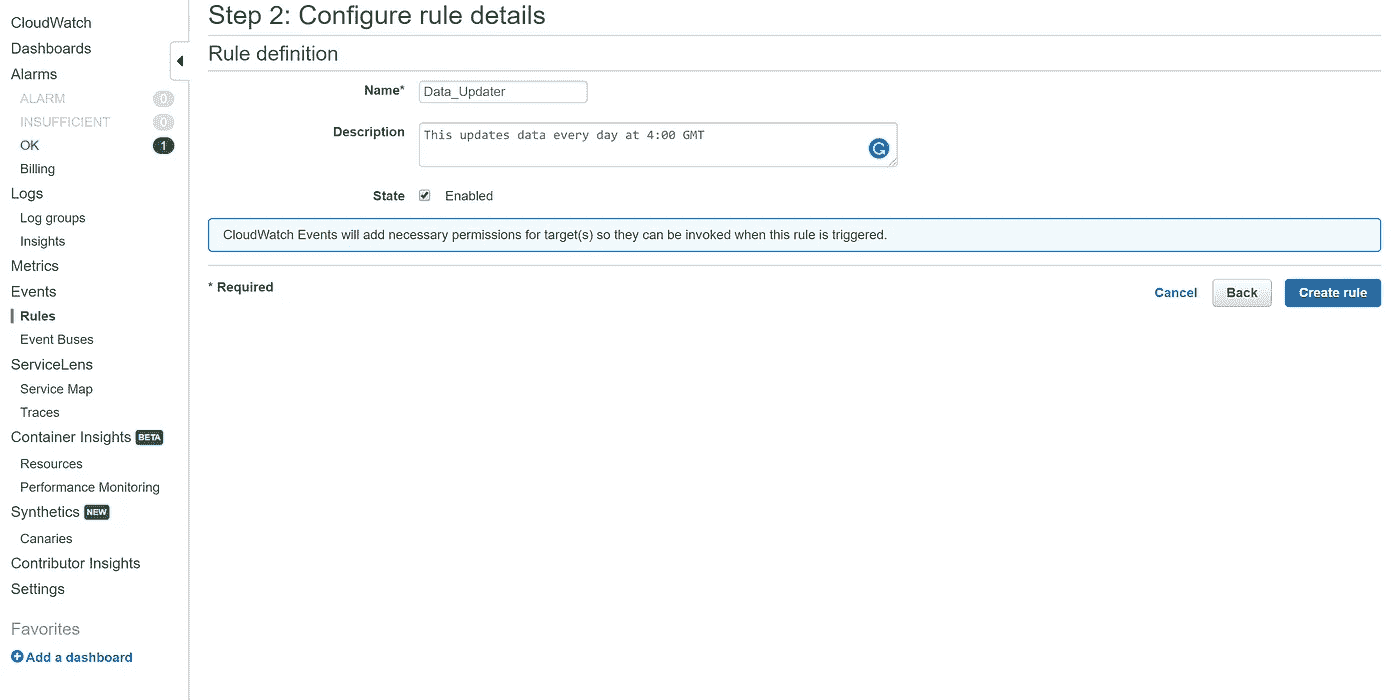 CloudWatch
Dashboards
Alarms
ALARM 0
INSUFFICIENT 0
OK 1
Billing
Logs
Log groups
Insights
Metrics
Events
Rules
Event Buses
ServiceLens
Service Map
Traces
Container Insights BETA
Resources
Performance Monitoring
Synthetics NEW
Canaries
Contributor Insights
Settings
Favorites
Add a dashboard
Step 2: Configure rule details
Rule definition
Name* Data_Updater
Description This updates data every day at 4:00 GMT
State Enabled
CloudWatch Events will add necessary permissions for target(s) so they can be invoked when this rule is triggered.
* Required
Cancel Back Create rule